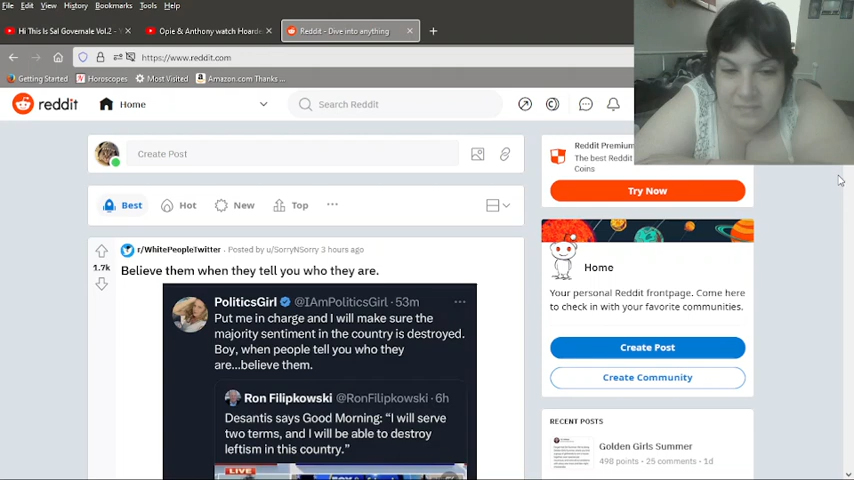 File Edit View History Bookmarks Tools Help
Hi This Is Sal Governale Vol.2 -
Opie & Anthony watch Hoarde
Reddit - Dive into anything
https://www.reddit.com
Getting Started Horoscopes Most Visited Amazon.com Thanks ...
reddit Home Search Reddit
Create Post
Reddit Premium
The best Reddit
Coins
Try Now
Best Hot New Top ...
r/WhitePeopleTwitter · Posted by u/SorryNSorry 3 hours ago
1.7k
Believe them when they tell you who they are.
PoliticsGirl @IAmPoliticsGirl · 53m
Put me in charge and I will make sure the
majority sentiment in the country is destroyed.
Boy, when people tell you who they
are...believe them.
Ron Filipkowski @RonFilipkowski · 6h
Desantis says Good Morning: “I will serve
two terms, and I will be able to destroy
leftism in this country.”
LIVE
Home
Your personal Reddit frontpage. Come here
to check in with your favorite communities.
Create Post
Create Community
RECENT POSTS
Golden Girls Summer
498 points · 25 comments · 1d